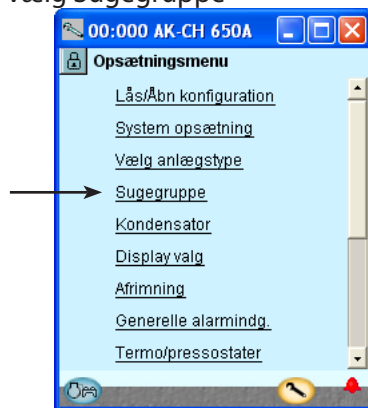 Vælg Sugegruppe
00:000 AK-CH 650A
Opsætningsmenu
Lås/Åbn konfiguration
System opsætning
Vælg anlægstype
Sugegruppe
Kondensator
Display valg
Afrimning
Generelle alarmindg.
Termo/pressostater